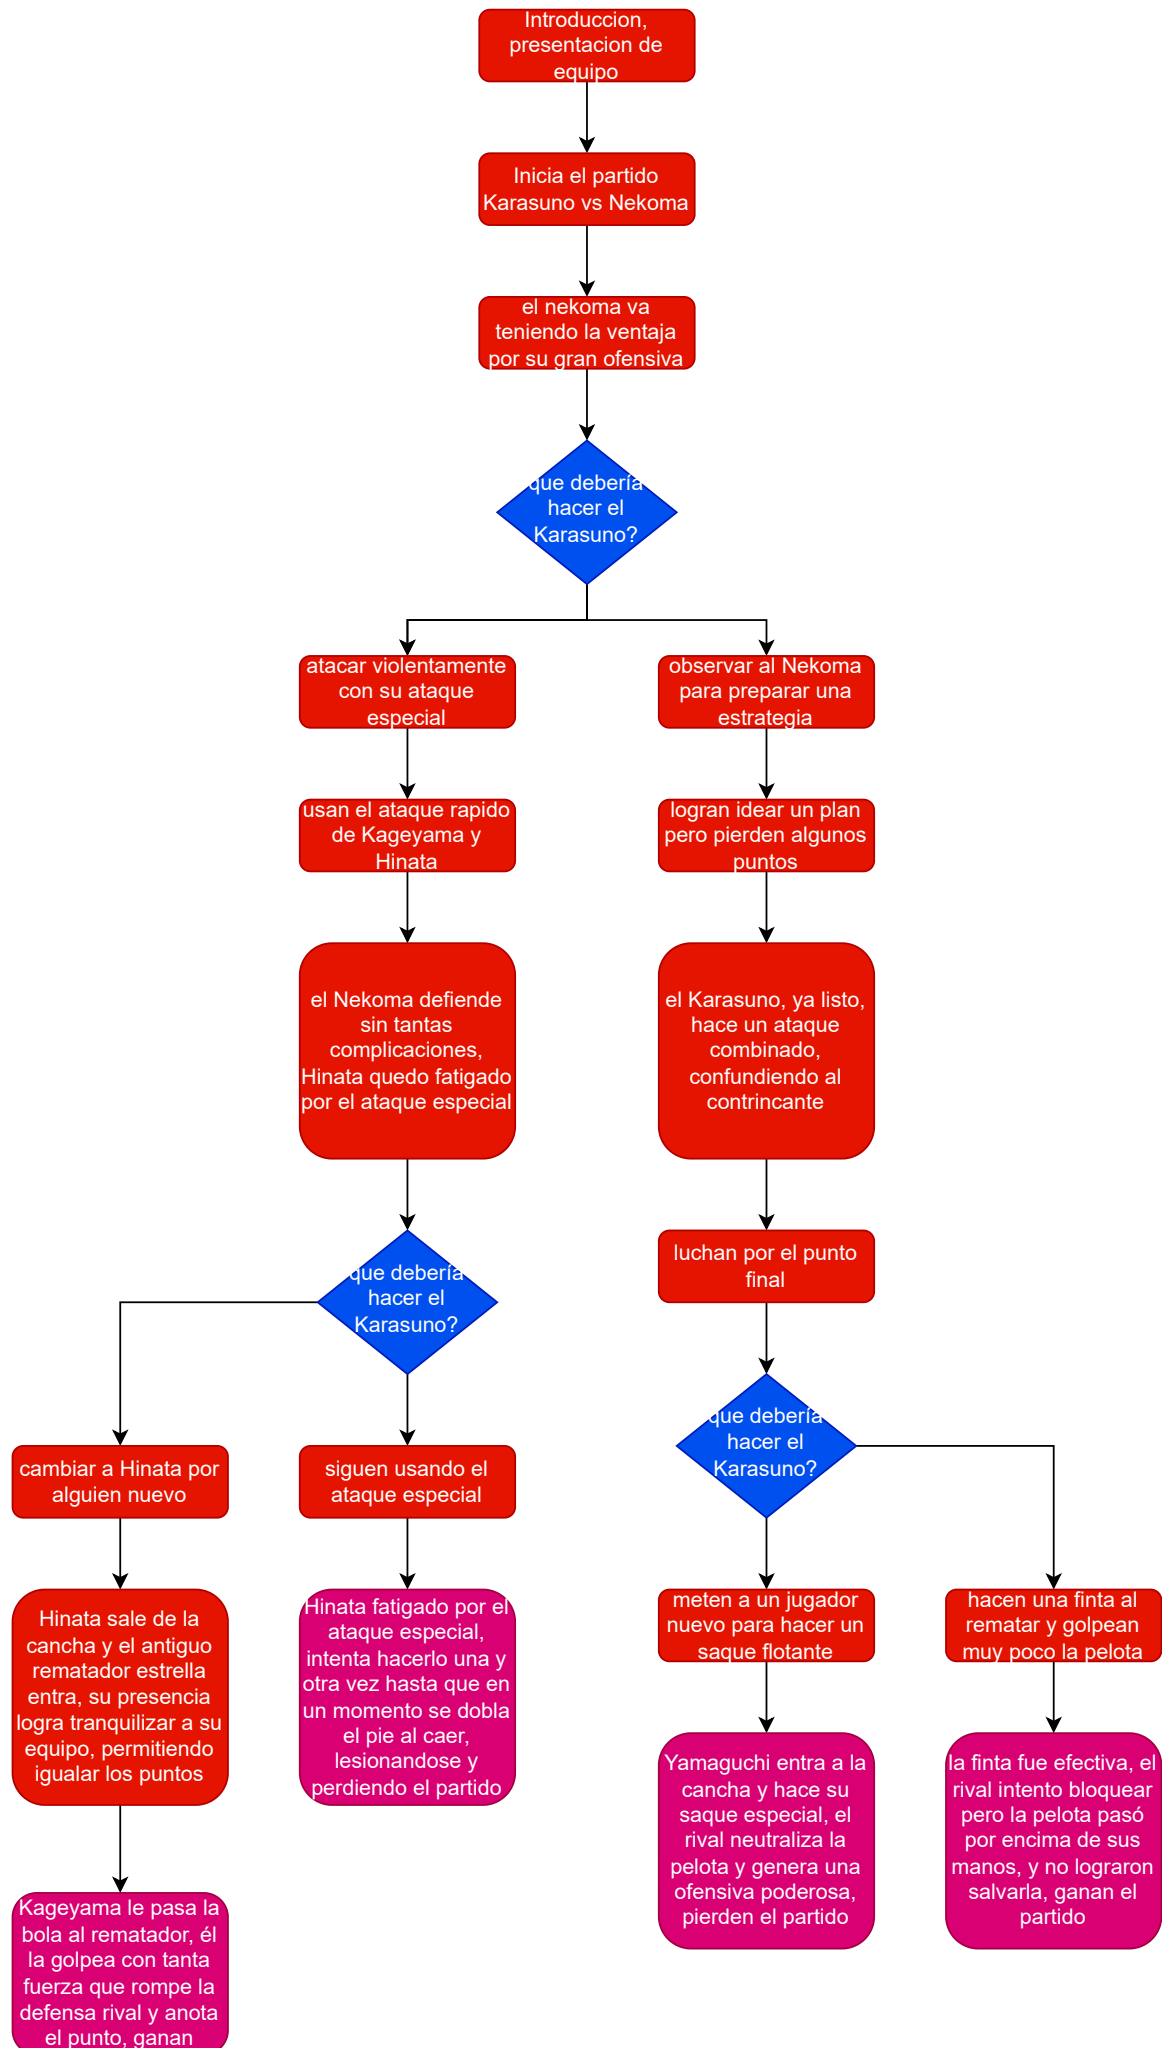 Introduccion,
presentacion de
equipo
Inicia el partido
Karasuno vs Nekoma
el nekoma va
teniendo la ventaja
por su gran ofensiva
que debería
hacer el
Karasuno?
atacar violentamente
con su ataque
especial
observar al Nekoma
para preparar una
estrategia
usan el ataque rapido
de Kageyama y
Hinata
logran idear un plan
pero pierden algunos
puntos
el Nekoma defiende
sin tantas
complicaciones,
Hinata quedo fatigado
por el ataque especial
el Karasuno, ya listo,
hace un ataque
combinado,
confundiendo al
contrincante
que debería
hacer el
Karasuno?
luchan por el punto
final
que debería
hacer el
Karasuno?
cambiar a Hinata por
alguien nuevo
siguen usando el
ataque especial
meten a un jugador
nuevo para hacer un
saque flotante
hacen una finta al
rematar y golpean
muy poco la pelota
Hinata sale de la
cancha y el antiguo
rematador estrella
entra, su presencia
logra tranquilizar a su
equipo, permitiendo
igualar los puntos
Hinata fatigado por el
ataque especial,
intenta hacerlo una y
otra vez hasta que en
un momento se dobla
el pie al caer,
lesionandose y
perdiendo el partido
Yamaguchi entra a la
cancha y hace su
saque especial, el
rival neutraliza la
pelota y genera una
ofensiva poderosa,
pierden el partido
la finta fue efectiva, el
rival intento bloquear
pero la pelota pasó
por encima de sus
manos, y no lograron
salvarla, ganan el
partido
Kageyama le pasa la
bola al rematador, él
la golpea con tanta
fuerza que rompe la
defensa rival y anota
el punto, ganan